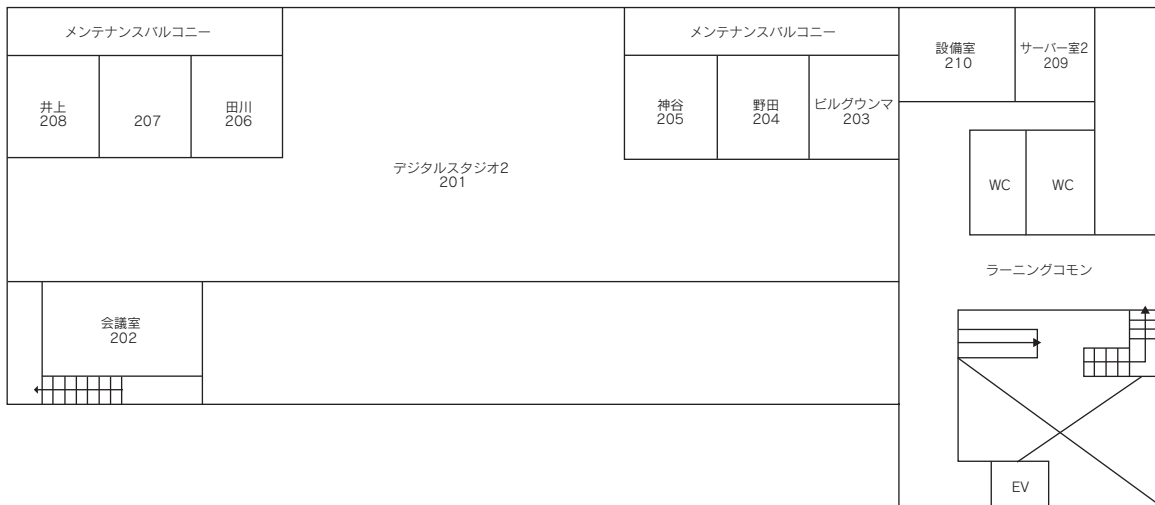 メンテナンスバルコニー
メンテナンスバルコニー
設備室
210
サーバー室2
209
井上
208
207
田川
206
神谷
205
野田
204
ビルグウンマ
203
デジタルスタジオ2
201
WC
WC
ラーニングコモン
会議室
202
EV